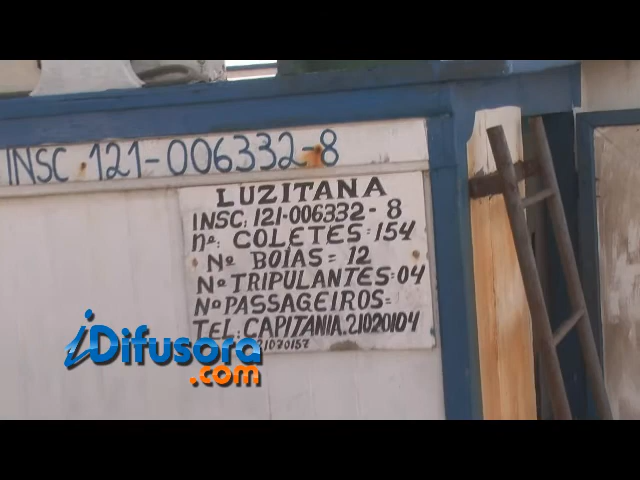 INSC 121-006332-8
LUZITANA
INSC: 121-006332-8
nº: COLETES: 154
Nº BOIAS= 12
Nº TRIPULANTES: 04
Nº PASSAGEIROS=
TEL: CAPITANIA.21020104
21070157
iDifusora
.com